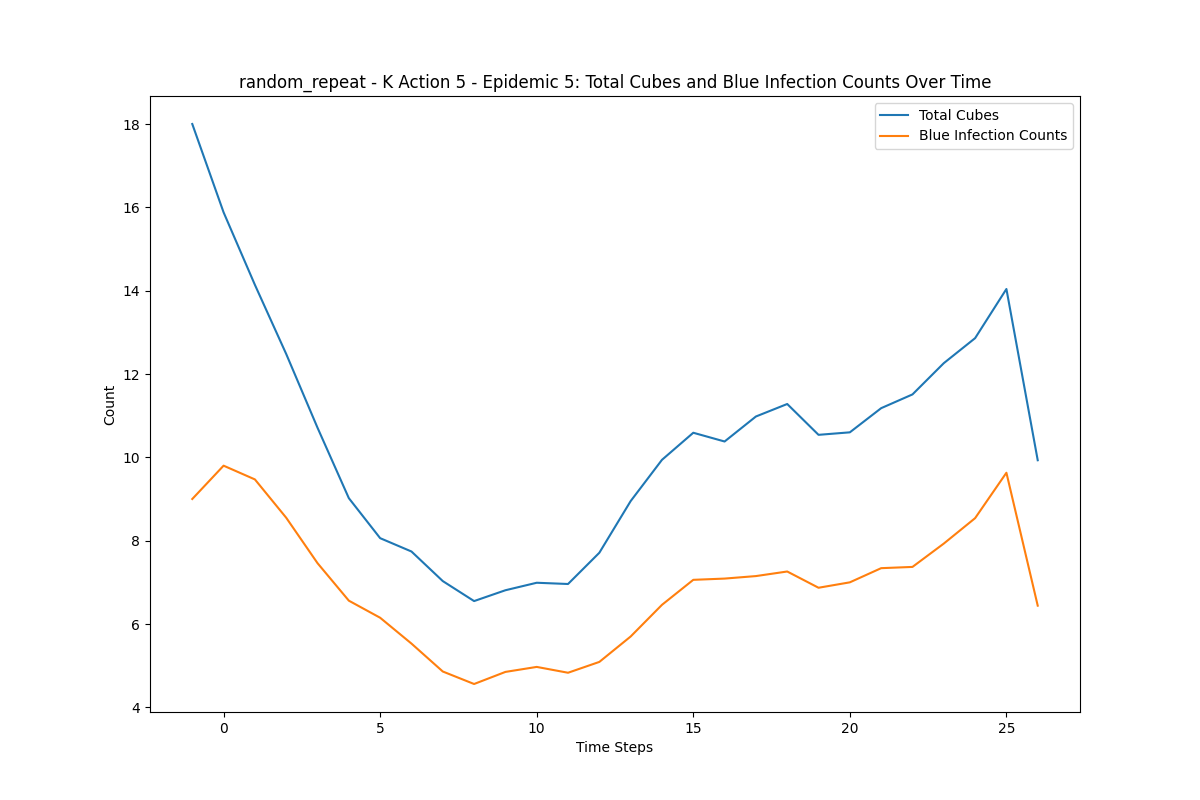 random_repeat - K Action 5 - Epidemic 5: Total Cubes and Blue Infection Counts Over Time
Total Cubes
Blue Infection Counts
18
16
14
12
10
8
6
4
Count
0 5 10 15 20 25
Time Steps